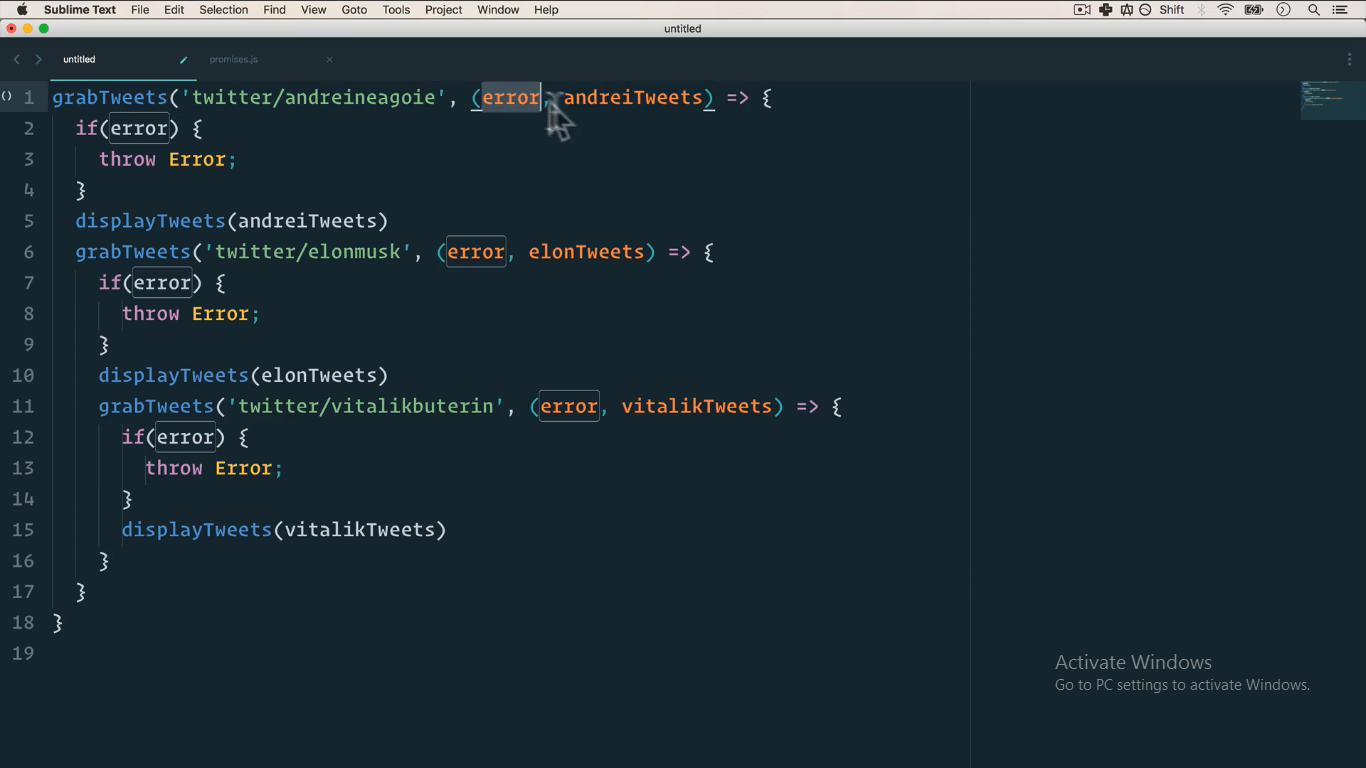 Sublime Text File Edit Selection Find View Goto Tools Project Window Help Shift
untitled
untitled promises.js
1 grabTweets('twitter/andreineagoie', (error, andreiTweets) => {
2 if(error) {
3 throw Error;
4 }
5 displayTweets(andreiTweets)
6 grabTweets('twitter/elonmusk', (error, elonTweets) => {
7 if(error) {
8 throw Error;
9 }
10 displayTweets(elonTweets)
11 grabTweets('twitter/vitalikbuterin', (error, vitalikTweets) => {
12 if(error) {
13 throw Error;
14 }
15 displayTweets(vitalikTweets)
16 }
17 }
18 }
19
Activate Windows
Go to PC settings to activate Windows.